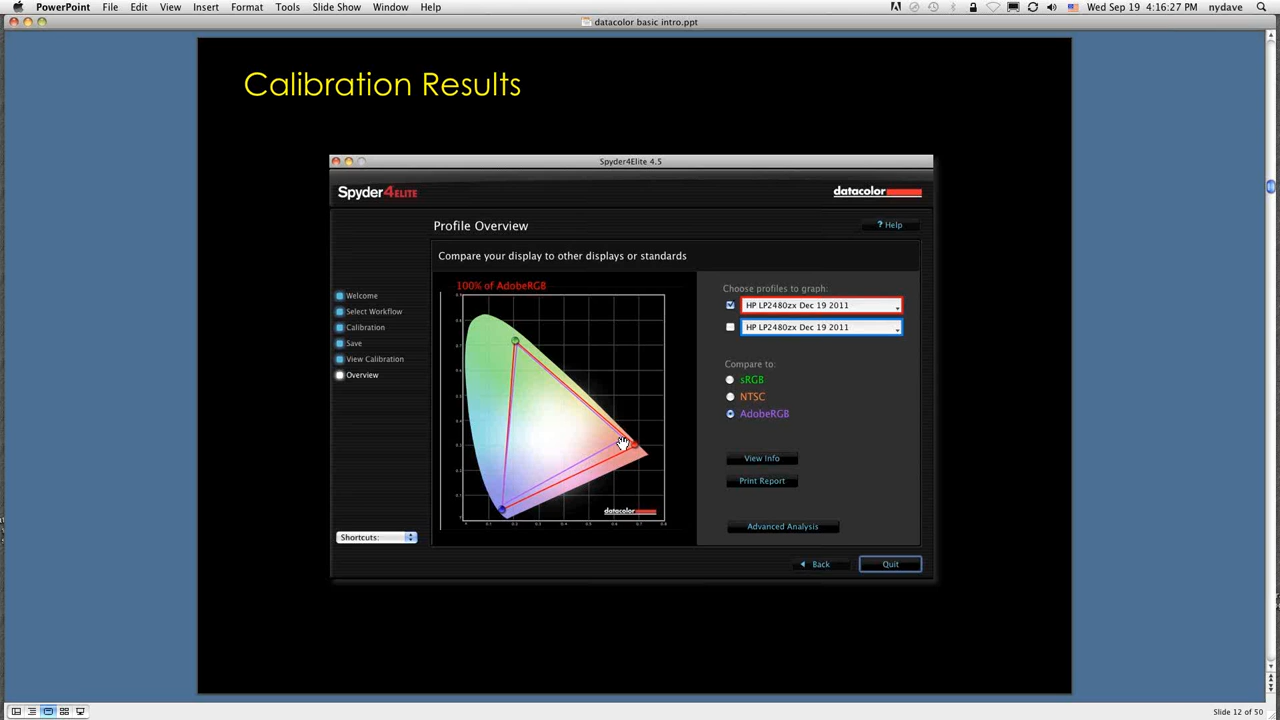 PowerPoint File Edit View Insert Format Tools Slide Show Window Help Wed Sep 19 4:16:27 PM nydave
datacolor basic intro.ppt
Calibration Results
Spyder4Elite 4.5
Spyder4ELITE datacolor
Profile Overview ? Help
Compare your display to other displays or standards
100% of AdobeRGB
Choose profiles to graph:
HP LP2480zx Dec 19 2011
HP LP2480zx Dec 19 2011
Welcome
Select Workflow
Calibration
Save
View Calibration
Overview
Compare to:
sRGB
NTSC
AdobeRGB
View Info
Print Report
datacolor
Advanced Analysis
Shortcuts:
Back Quit
Slide 12 of 50